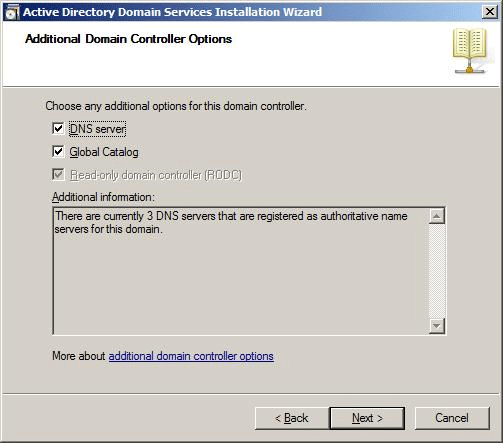 Active Directory Domain Services Installation Wizard
Additional Domain Controller Options
Choose any additional options for this domain controller.
DNS server
Global Catalog
Read-only domain controller (RODC)
Additional information:
There are currently 3 DNS servers that are registered as authoritative name
servers for this domain.
More about additional domain controller options
< Back
Next >
Cancel